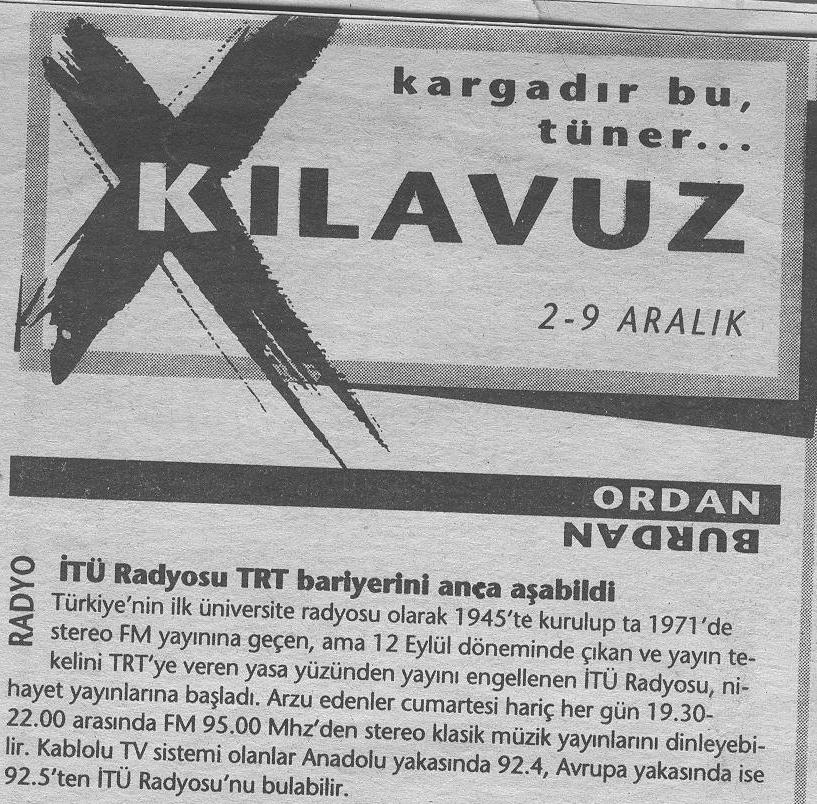 kargadır bu,
tüner...
KILAVUZ
2-9 ARALIK
ORDAN
BURDAN
RADYO
İTÜ Radyosu TRT bariyerini anca aşabildi
Türkiye'nin ilk üniversite radyosu olarak 1945'te kurulup ta 1971'de
stereo FM yayınına geçen, ama 12 Eylül döneminde çıkan ve yayın te-
kelini TRT'ye veren yasa yüzünden yayını engellenen İTÜ Radyosu, ni-
hayet yayınlarına başladı. Arzu edenler cumartesi hariç her gün 19.30-
22.00 arasında FM 95.00 Mhz'den stereo klasik müzik yayınlarını dinleyebi-
lir. Kablolu TV sistemi olanlar Anadolu yakasında 92.4, Avrupa yakasında ise
92.5'ten İTÜ Radyosu'nu bulabilir.